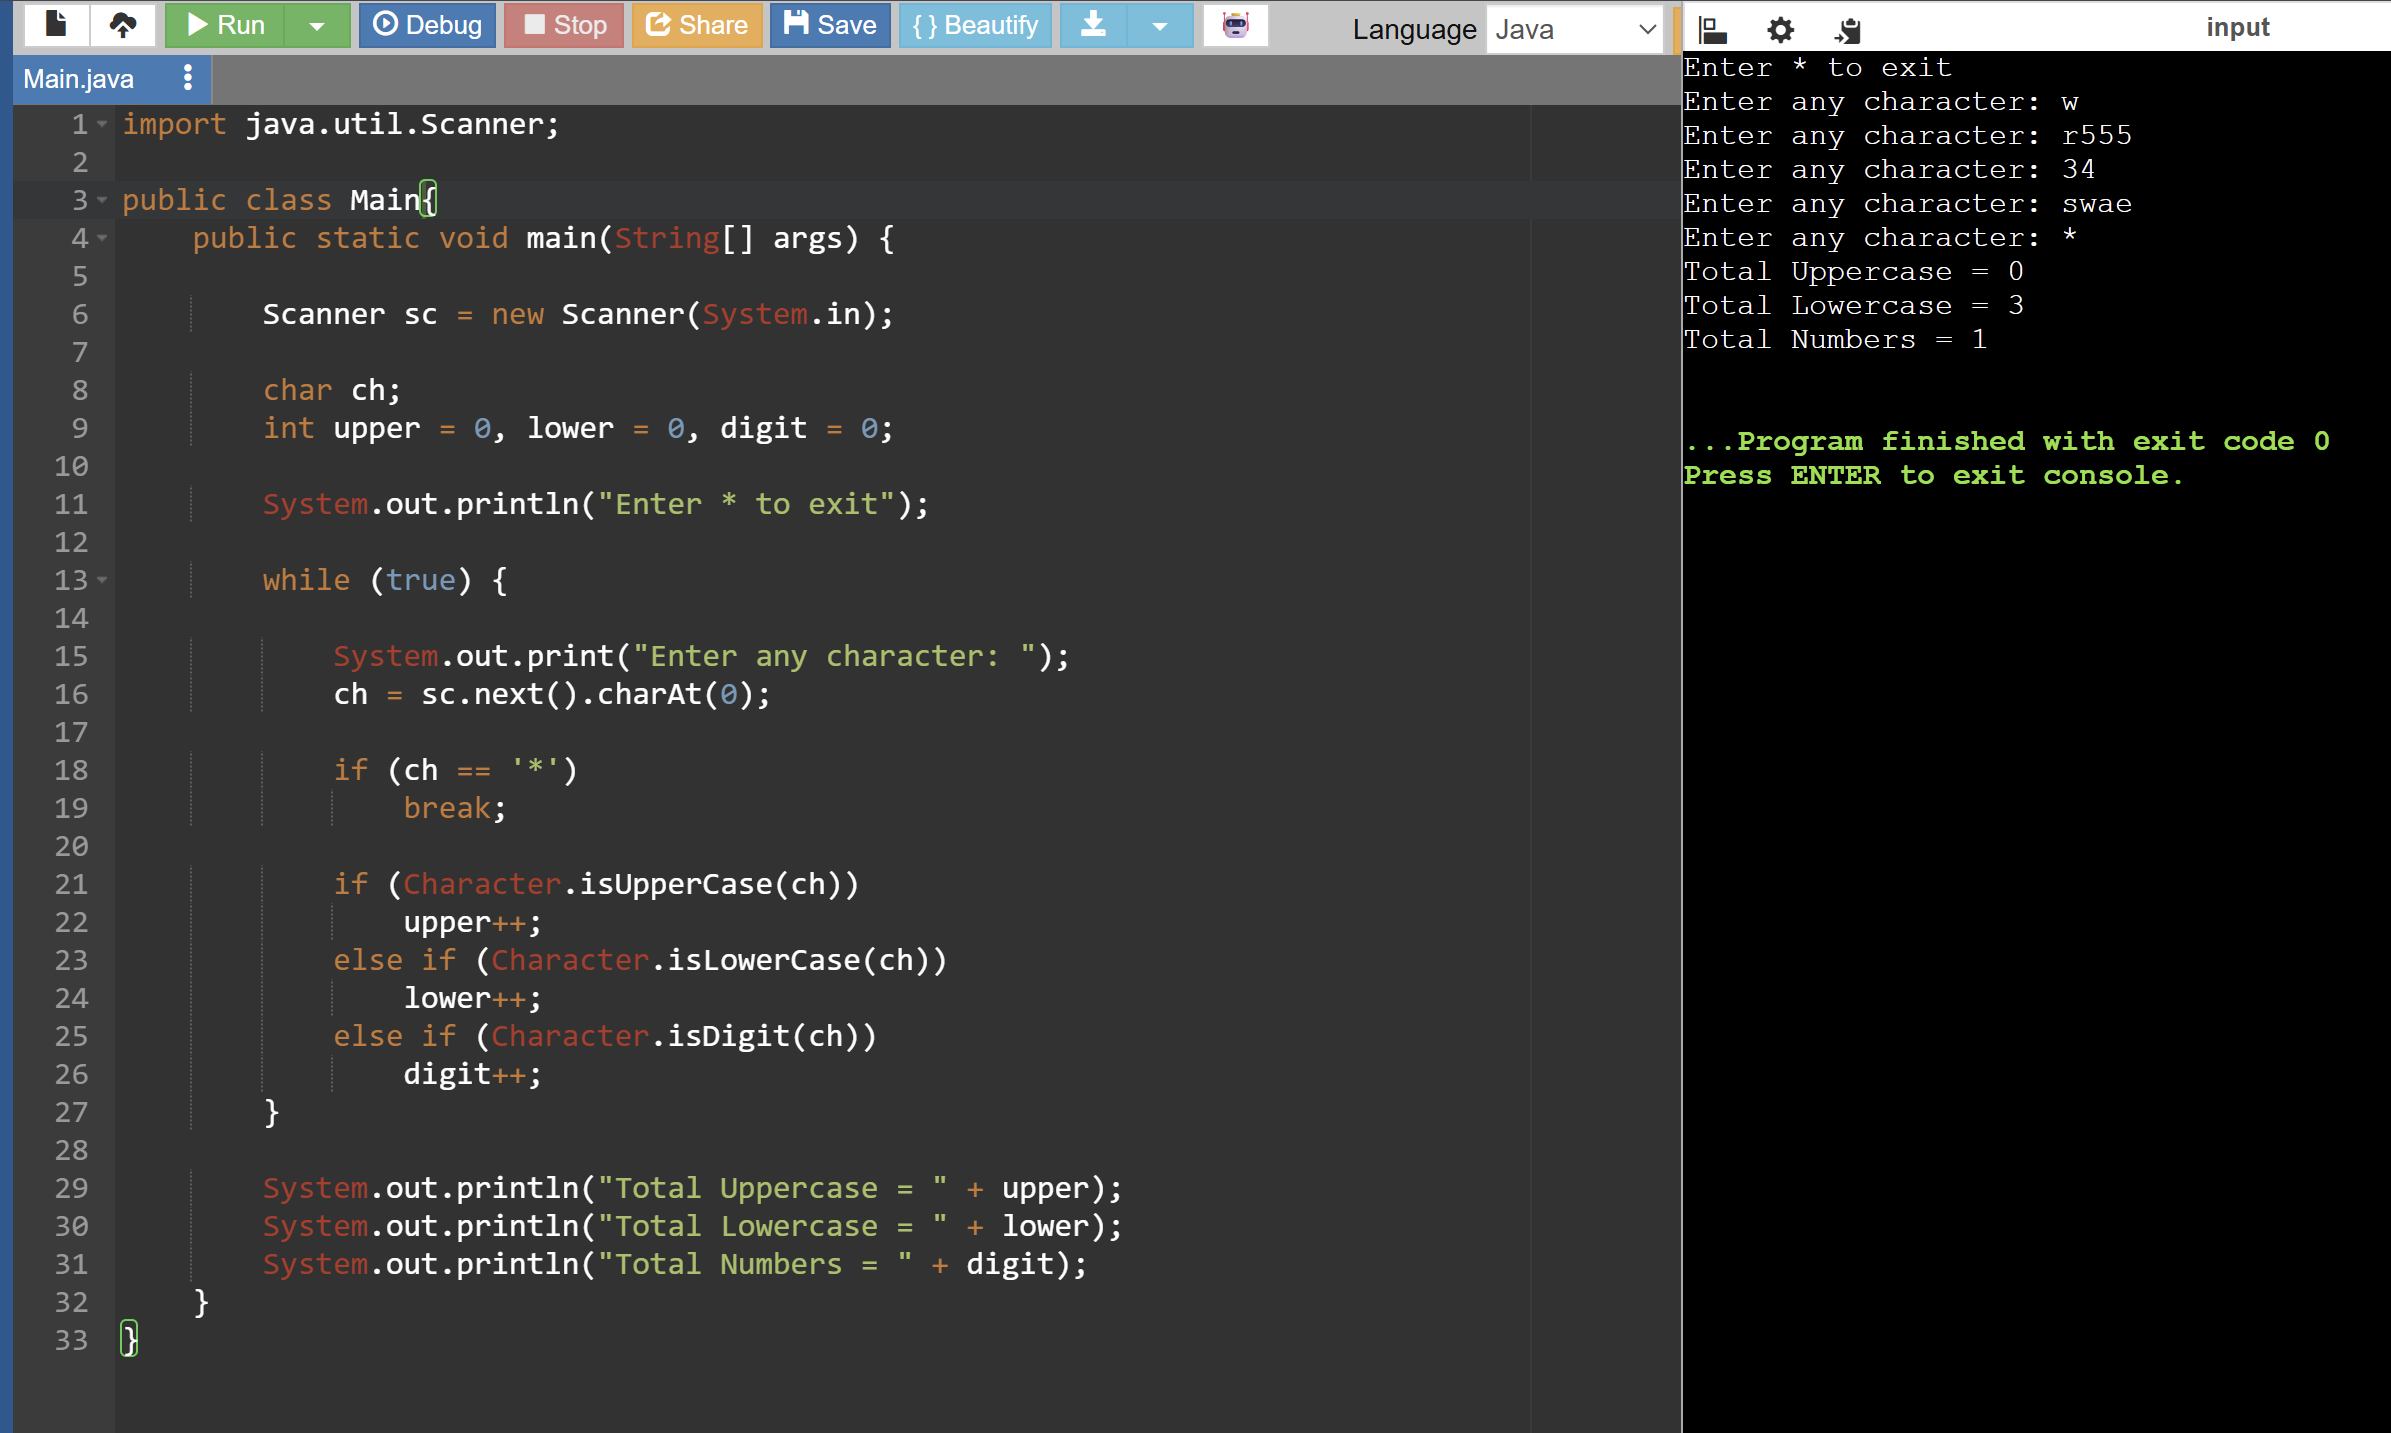 Run Debug Stop Share Save { } Beautify Language Java
Main.java
1 import java.util.Scanner;
2
3 public class Main{
4     public static void main(String[] args) {
5
6         Scanner sc = new Scanner(System.in);
7
8         char ch;
9         int upper = 0, lower = 0, digit = 0;
10
11         System.out.println("Enter * to exit");
12
13         while (true) {
14
15             System.out.print("Enter any character: ");
16             ch = sc.next().charAt(0);
17
18             if (ch == '*')
19                 break;
20
21             if (Character.isUpperCase(ch))
22                 upper++;
23             else if (Character.isLowerCase(ch))
24                 lower++;
25             else if (Character.isDigit(ch))
26                 digit++;
27         }
28
29         System.out.println("Total Uppercase = " + upper);
30         System.out.println("Total Lowercase = " + lower);
31         System.out.println("Total Numbers = " + digit);
32     }
33 }
input
Enter * to exit
Enter any character: w
Enter any character: r555
Enter any character: 34
Enter any character: swae
Enter any character: *
Total Uppercase = 0
Total Lowercase = 3
Total Numbers = 1
...Program finished with exit code 0
Press ENTER to exit console.